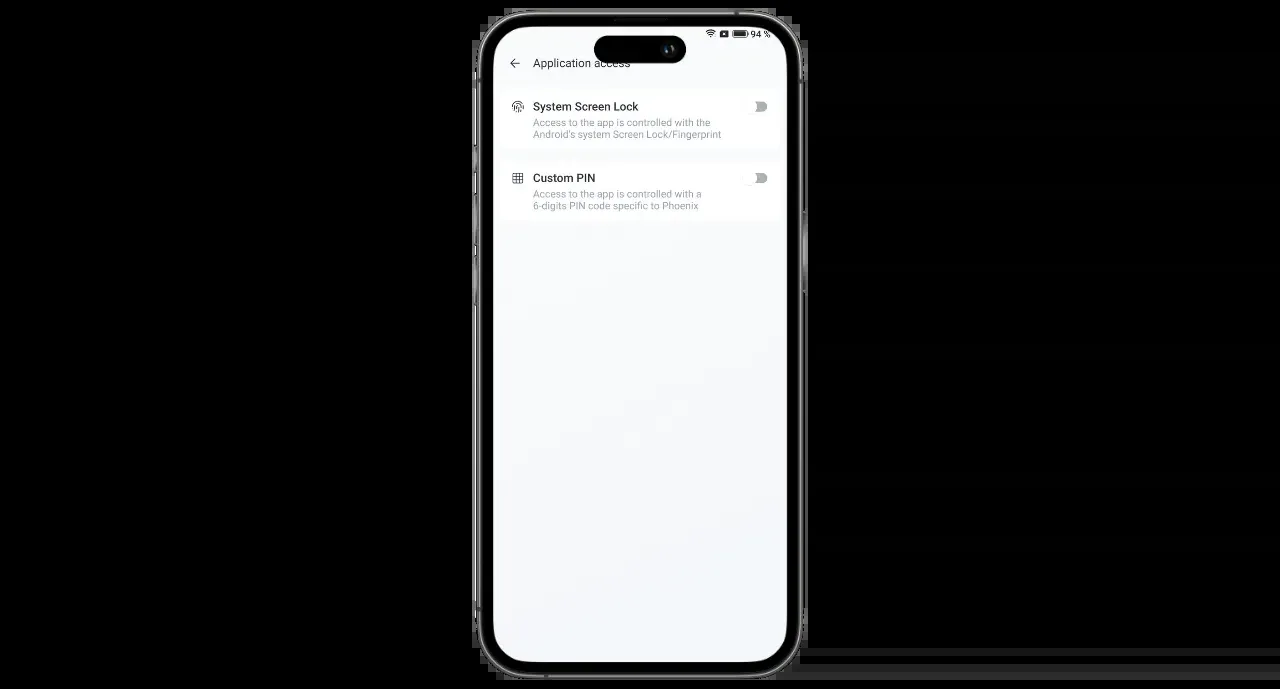 94 %
Application access
System Screen Lock
Access to the app is controlled with the
Android's system Screen Lock/Fingerprint
Custom PIN
Access to the app is controlled with a
6-digits PIN code specific to Phoenix